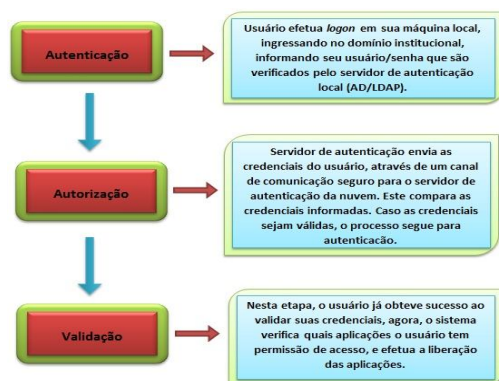 Autenticação
Usuário efetua logon em sua máquina local,
ingressando no domínio institucional,
informando seu usuário/senha que são
verificados pelo servidor de autenticação
local (AD/LDAP).
Autorização
Servidor de autenticação envia as
credenciais do usuário, através de um canal
de comunicação seguro para o servidor de
autenticação da nuvem. Este compara as
credenciais informadas. Caso as credenciais
sejam válidas, o processo segue para
autenticação.
Validação
Nesta etapa, o usuário já obteve sucesso ao
validar suas credenciais, agora, o sistema
verifica quais aplicações o usuário tem
permissão de acesso, e efetua a liberação
das aplicações.